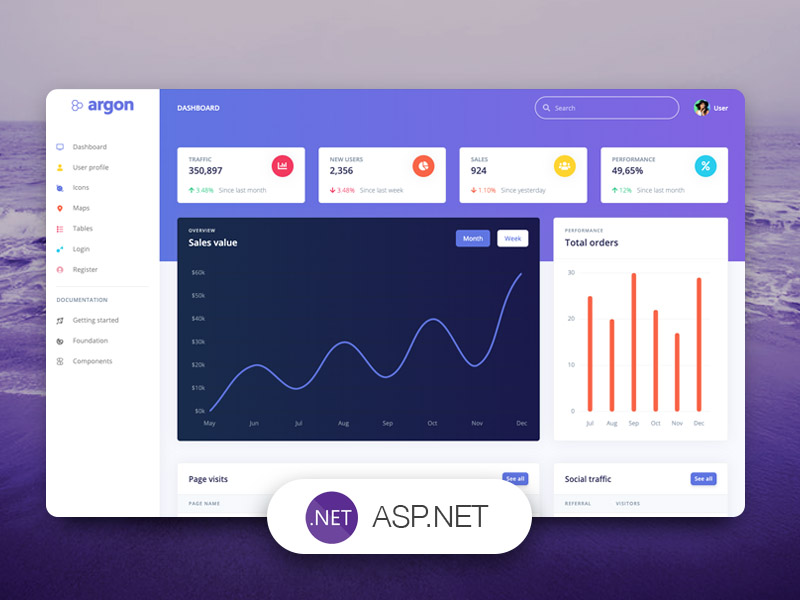 argon
Dashboard
User profile
Icons
Maps
Tables
Login
Register
DOCUMENTATION
Getting started
Foundation
Components
DASHBOARD
Search
User
TRAFFIC
350,897
3.48% Since last month
NEW USERS
2,356
3.48% Since last week
SALES
924
1.10% Since yesterday
PERFORMANCE
49,65%
12% Since last month
OVERVIEW
Sales value
Month
Week
$60k
$50k
$40k
$30k
$20k
$10k
$0k
May Jun Jul Aug Sep Oct Nov Dec
PERFORMANCE
Total orders
30
20
10
0
Jul Aug Sep Oct Nov Dec
Page visits
See all
PAGE NAME
Social traffic
See all
REFERRAL VISITORS
.NET ASP.NET